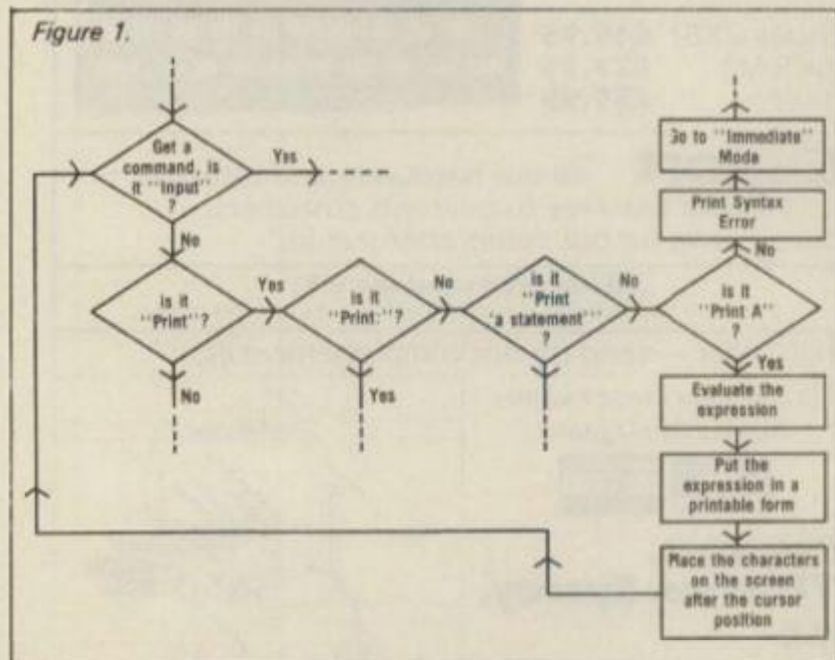 Figure 1.
Get a
command, is
it "Input"
?
Yes
No
is it
"Print"?
Yes
No
is it
"Print:"?
No
Yes
is it
"Print
'a statement'"
?
No
is it
"Print A"
?
No
Print Syntax
Error
Go to "Immediate"
Mode
Yes
Evaluate the
expression
Put the
expression in a
printable form
Place the characters
on the screen
after the cursor
position